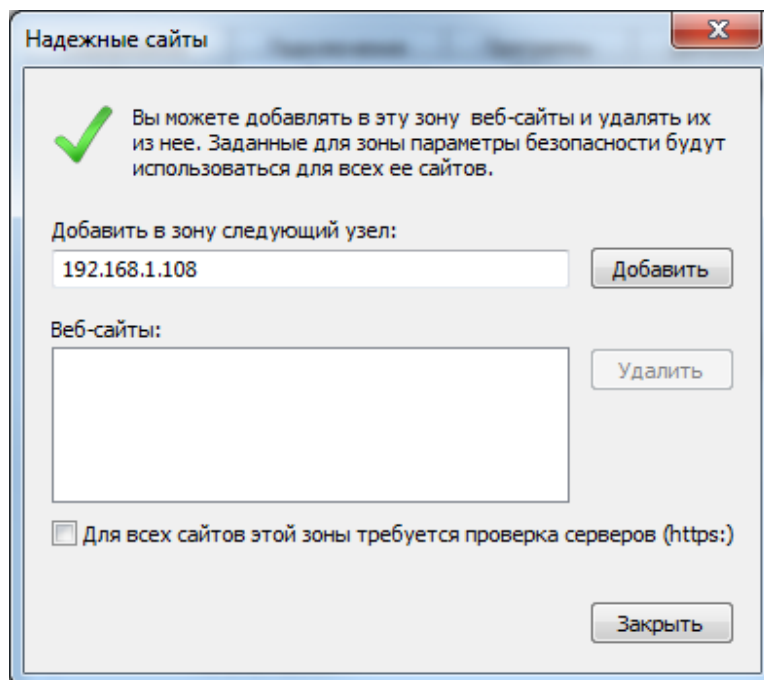 Надежные сайты
Вы можете добавлять в эту зону веб-сайты и удалять их
из нее. Заданные для зоны параметры безопасности будут
использоваться для всех ее сайтов.
Добавить в зону следующий узел:
192.168.1.108
Добавить
Веб-сайты:
Удалить
Для всех сайтов этой зоны требуется проверка серверов (https:)
Закрыть